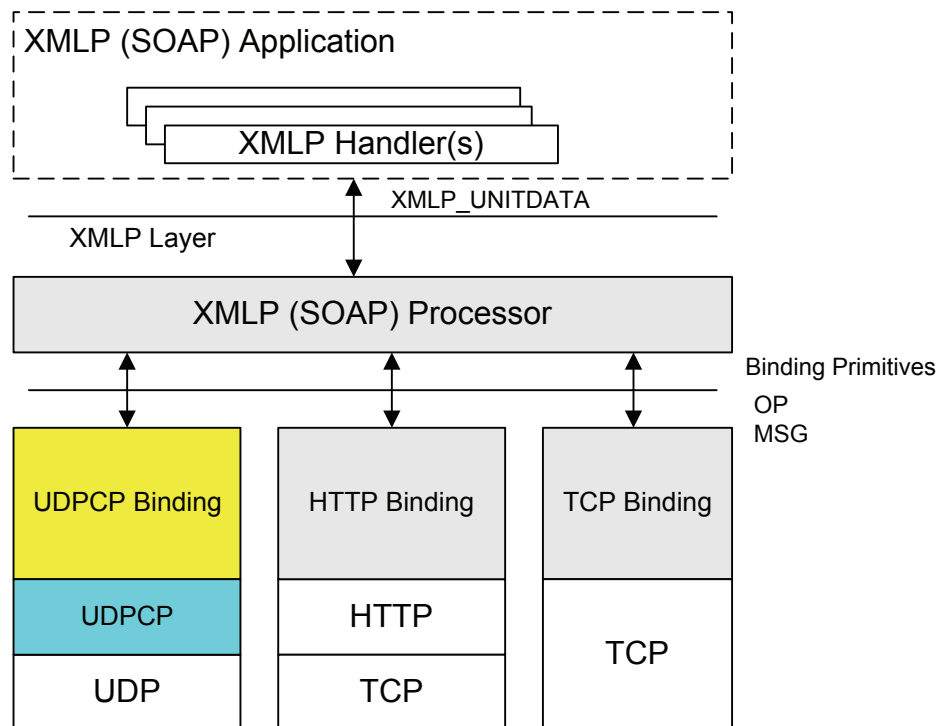 XMLP (SOAP) Application
XMLP Handler(s)
XMLP_UNITDATA
XMLP Layer
XMLP (SOAP) Processor
Binding Primitives
OP
MSG
UDPCP Binding
HTTP Binding
TCP Binding
UDPCP
HTTP
TCP
UDP
TCP